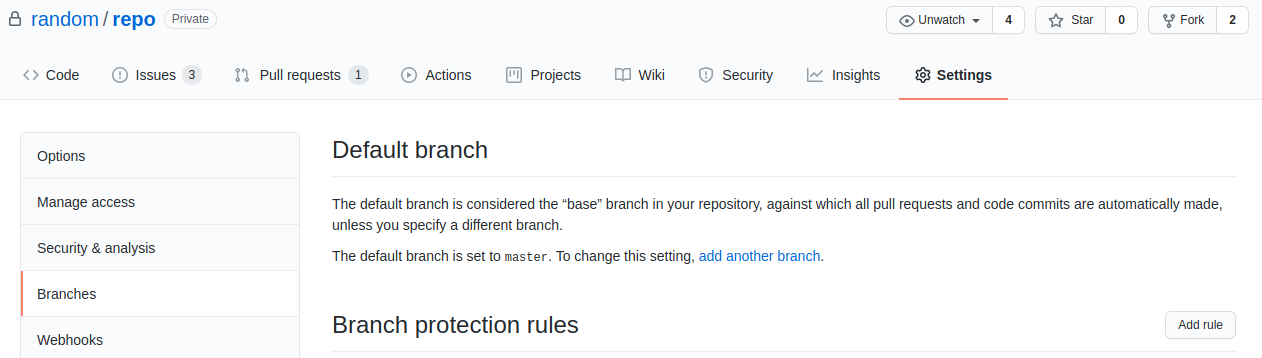 random / repo Private Unwatch 4 Star 0 Fork 2
Code Issues 3 Pull requests 1 Actions Projects Wiki Security Insights Settings
Options
Manage access
Security & analysis
Branches
Webhooks
Default branch
The default branch is considered the “base” branch in your repository, against which all pull requests and code commits are automatically made,
unless you specify a different branch.
The default branch is set to master. To change this setting, add another branch.
Branch protection rules Add rule